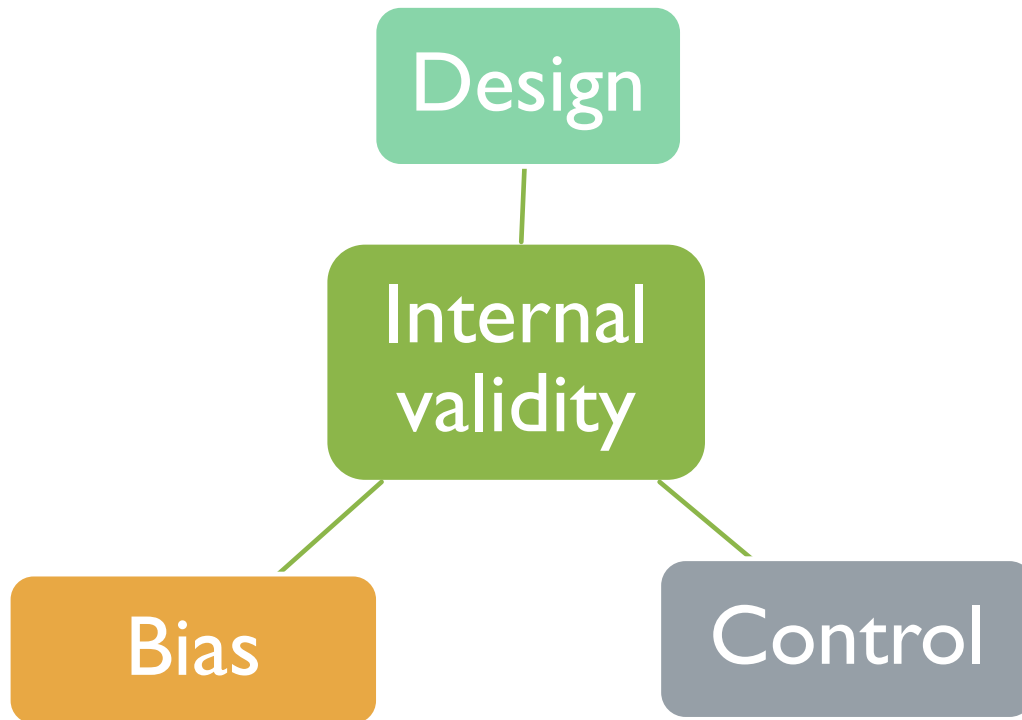 Design
Internal
validity
Bias
Control